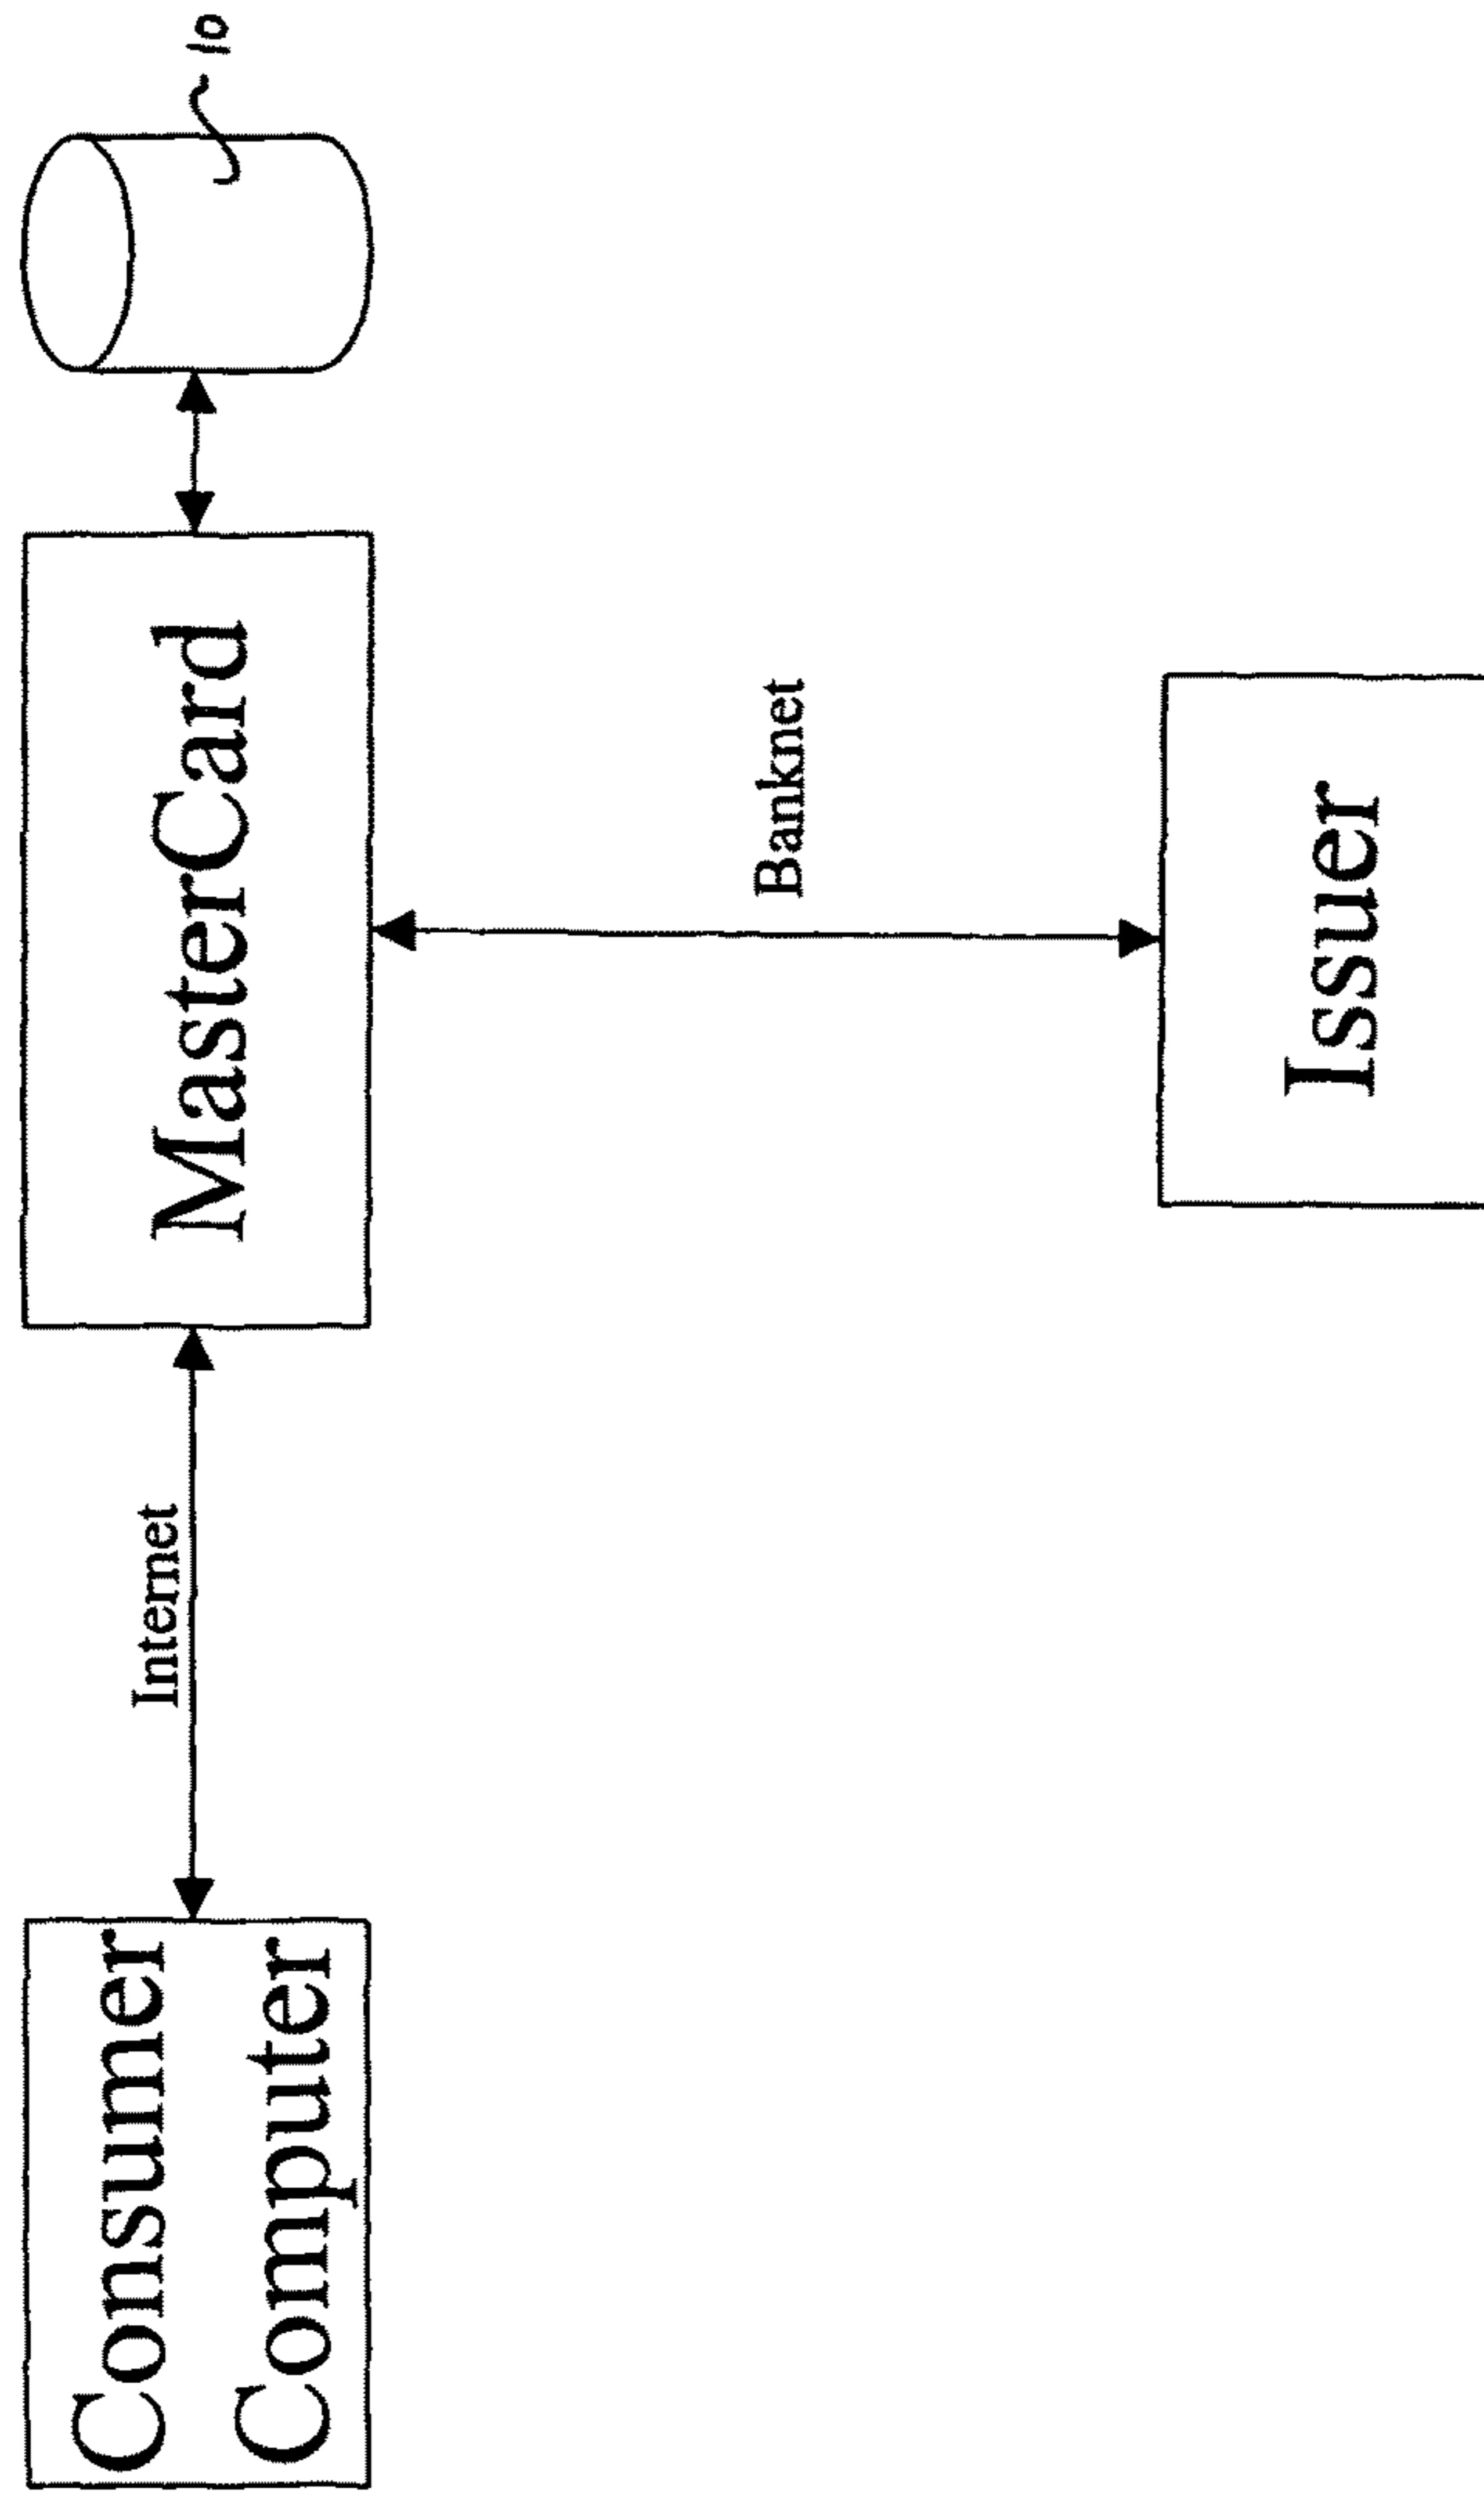 Consumer
Computer
Internet
MasterCard
10
Banknet
Issuer